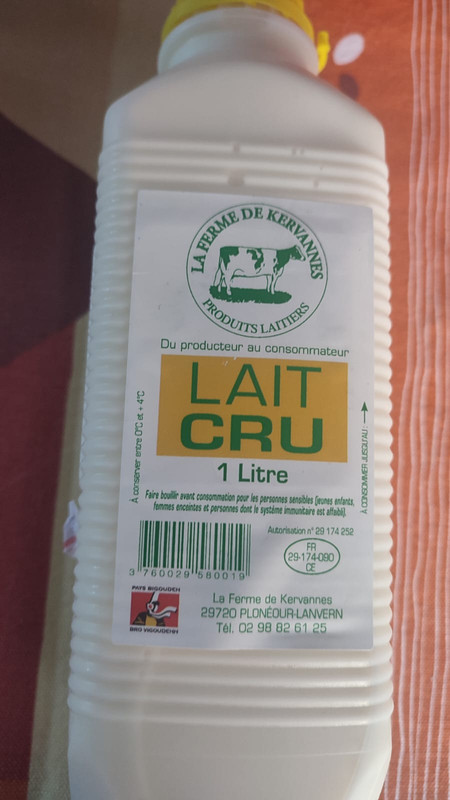 LA FERME DE KERVANNES
PRODUITS LAITIERS
Du producteur au consommateur
LAIT
CRU
1 Litre
A conserver entre 0°C et + 4°C
A CONSOMMER JUSQU'AU :
Faire bouillir avant consommation pour les personnes sensibles (jeunes enfants,
femmes enceintes et personnes dont le système immunitaire est affaibli).
Autorisation n° 29 174 252
FR
29-174-090
CE
3 760029 580019
PAYS BIGOUDEN
BRO VIGOUDENN
La Ferme de Kervannes
29720 PLONÉOUR-LANVERN
Tél. 02 98 82 61 25